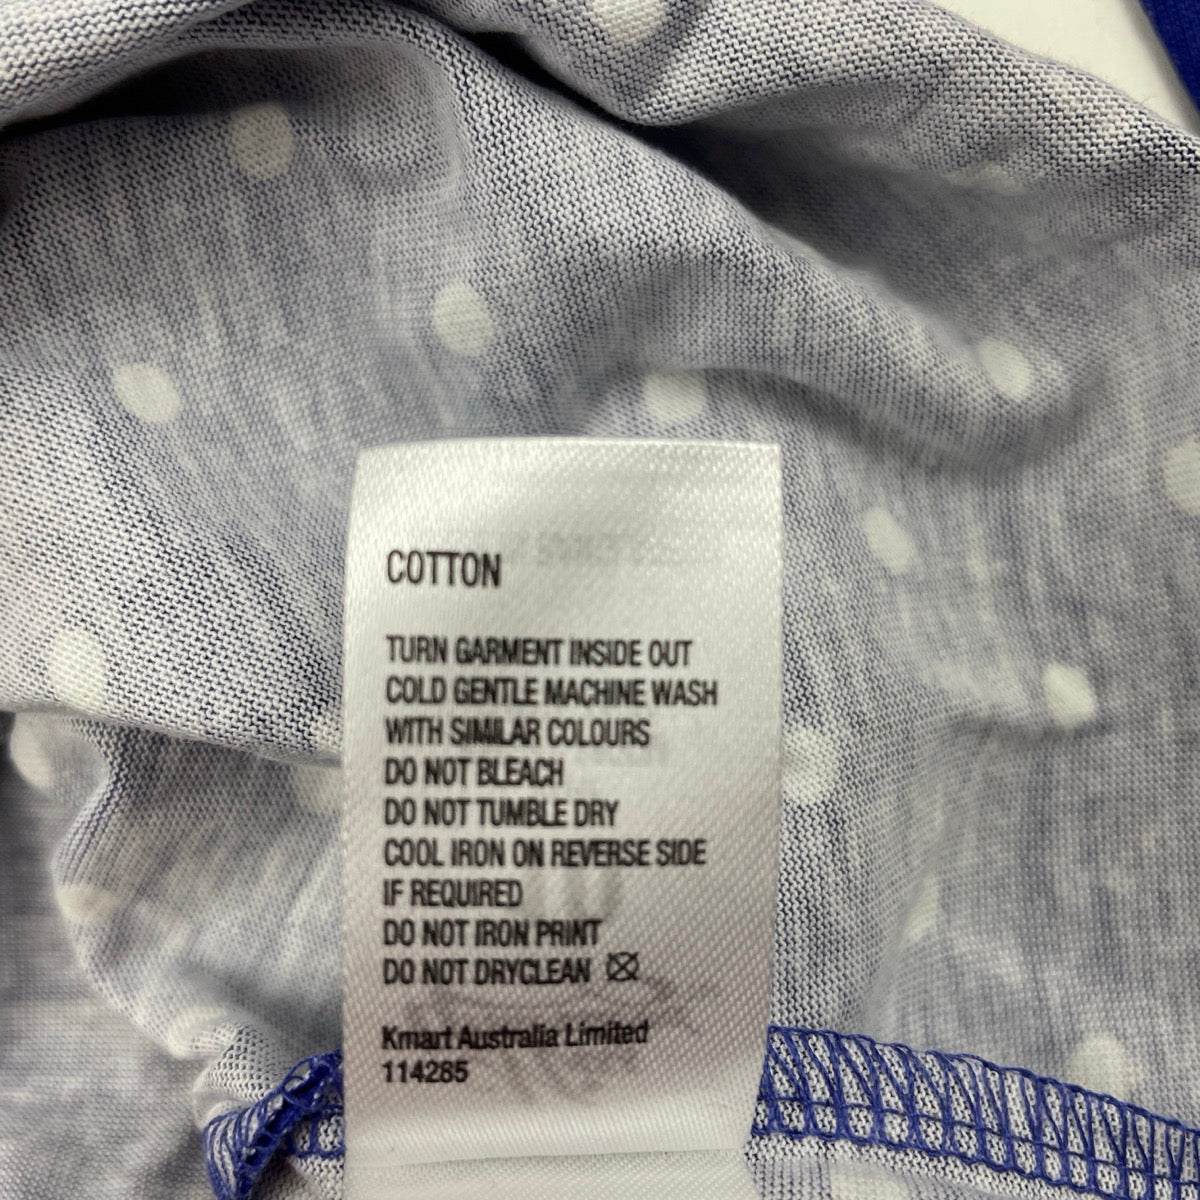 COTTON
TURN GARMENT INSIDE OUT
COLD GENTLE MACHINE WASH
WITH SIMILAR COLOURS
DO NOT BLEACH
DO NOT TUMBLE DRY
COOL IRON ON REVERSE SIDE
IF REQUIRED
DO NOT IRON PRINT
DO NOT DRYCLEAN
Kmart Australia Limited
114285